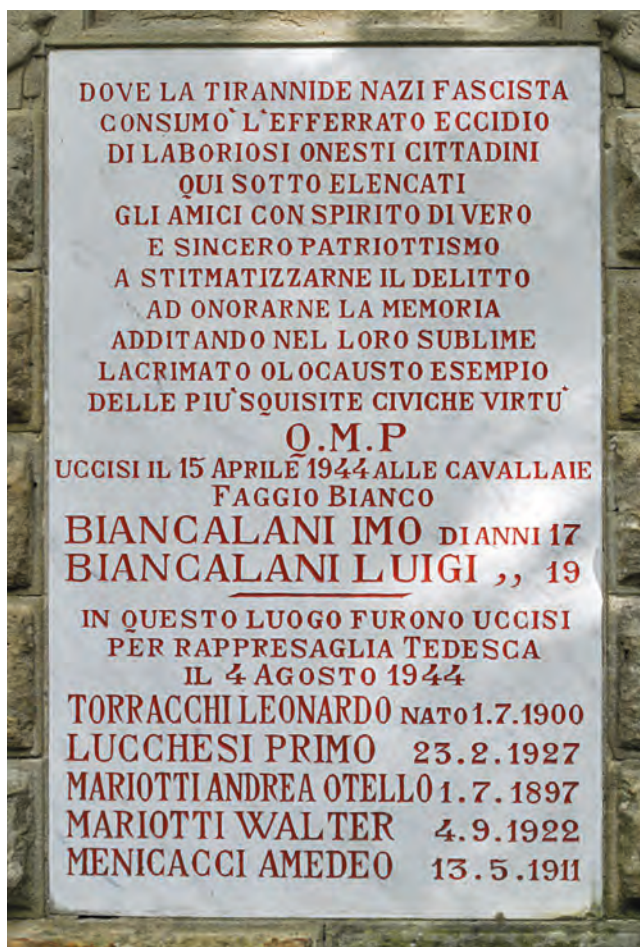 DOVE LA TIRANNIDE NAZI FASCISTA
CONSUMO` L`EFFERRATO ECCIDIO
DI LABORIOSI ONESTI CITTADINI
QUI SOTTO ELENCATI
GLI AMICI CON SPIRITO DI VERO
E SINCERO PATRIOTTISMO
A STITMATIZZARNE IL DELITTO
AD ONORARNE LA MEMORIA
ADDITANDO NEL LORO SUBLIME
LACRIMATO OLOCAUSTO ESEMPIO
DELLE PIU` SQUISITE CIVICHE VIRTU`
Q.M.P
UCCISI IL 15 APRILE 1944 ALLE CAVALLAIE
FAGGIO BIANCO
BIANCALANI IMO DI ANNI 17
BIANCALANI LUIGI ,, 19
IN QUESTO LUOGO FURONO UCCISI
PER RAPPRESAGLIA TEDESCA
IL 4 AGOSTO 1944
TORRACCHI LEONARDO NATO 1.7.1900
LUCCHESI PRIMO 23.2.1927
MARIOTTI ANDREA OTELLO 1.7.1897
MARIOTTI WALTER 4.9.1922
MENICACCI AMEDEO 13.5.1911